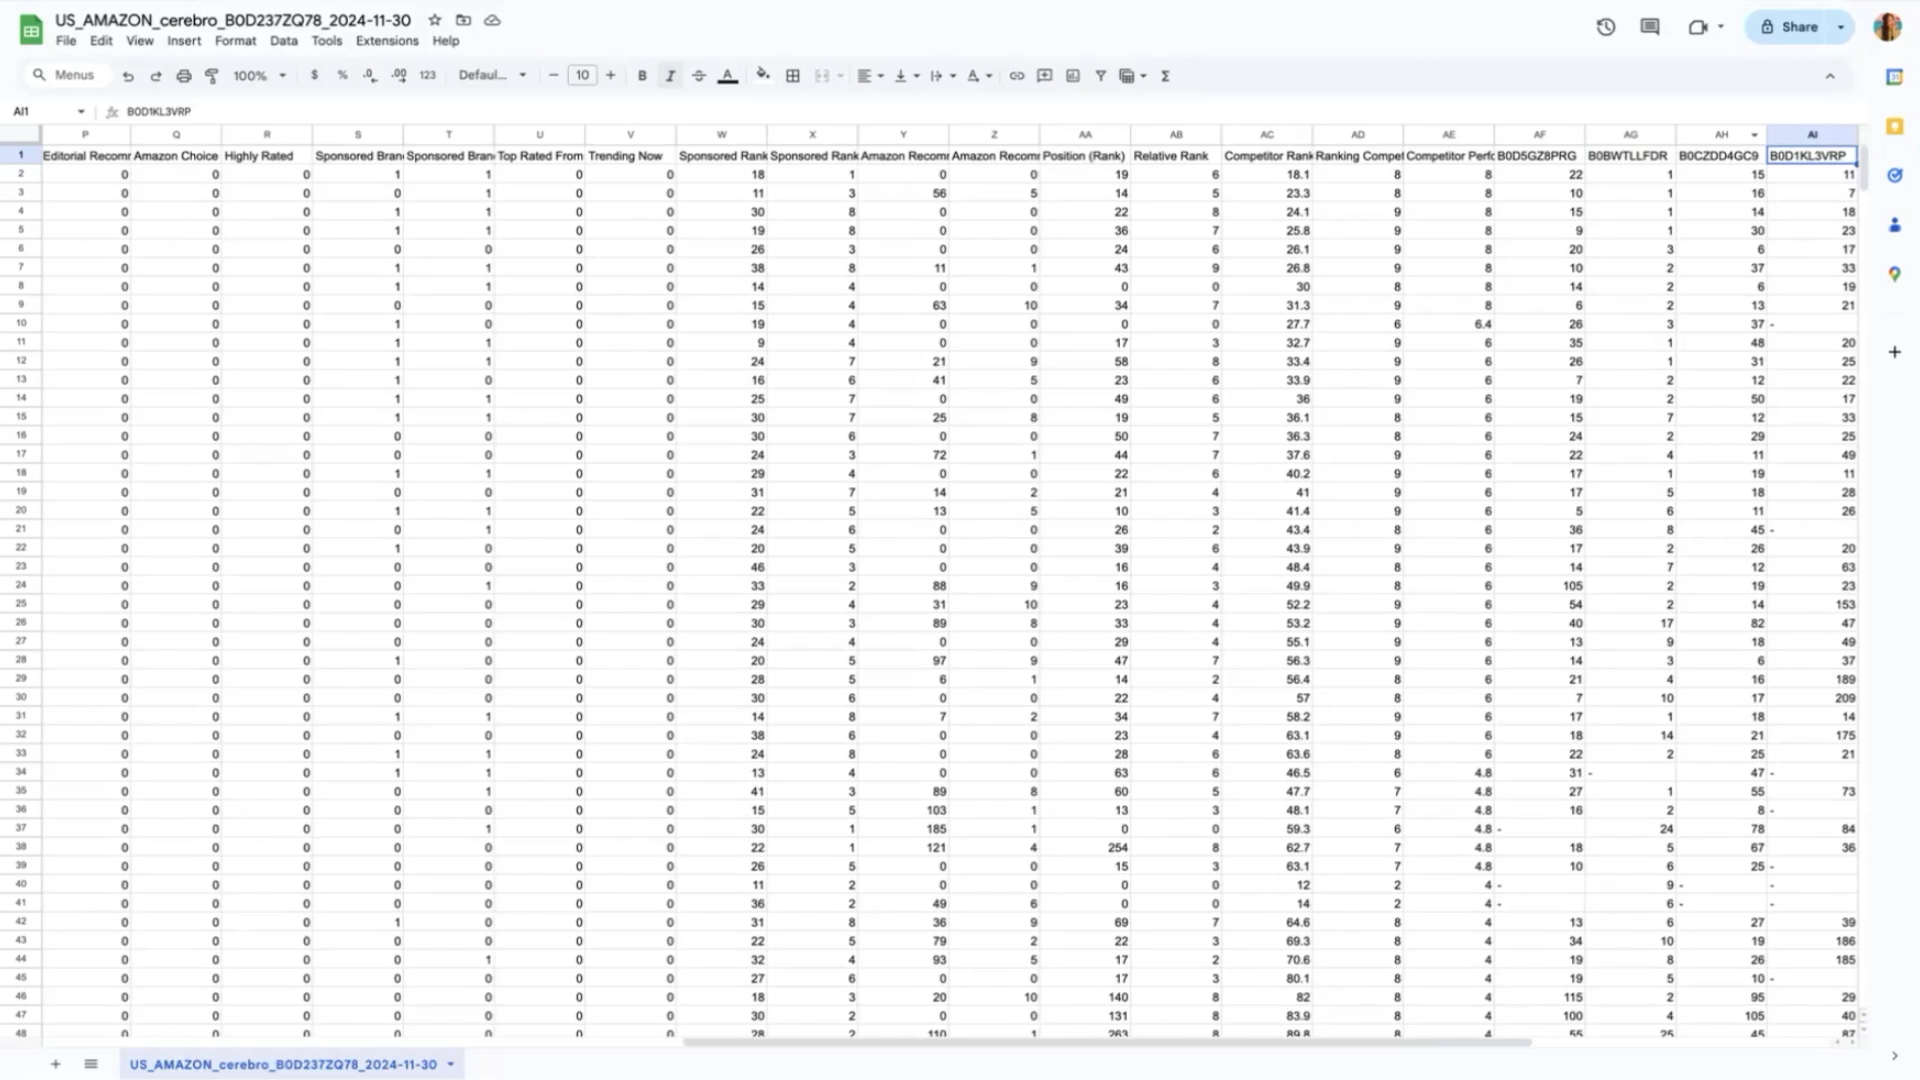 US_AMAZON_cerebro_B0D237ZQ78_2024-11-30
File Edit View Insert Format Data Tools Extensions Help
Share
Menus 100% $ % .0 .00 123 Defaul... − 10 + B I A
AI1 fx B0D1KL3VRP
P Q R S T U V W X Y Z AA AB AC AD AE AF AG AH AI
1 Editorial Recomr Amazon Choice Highly Rated Sponsored Bran Sponsored Bran Top Rated From Trending Now Sponsored Rank Sponsored Rank Amazon Recomr Amazon Recomr Position (Rank) Relative Rank Competitor Rank Ranking Compet Competitor Perfo B0D5GZ8PRG B0BWTLLFDR B0CZDD4GC9 B0D1KL3VRP
2 0 0 0 1 1 0 0 18 1 0 0 19 6 18.1 8 8 22 1 15 11
3 0 0 0 0 1 0 0 11 3 56 5 14 5 23.3 8 8 10 1 16 7
4 0 0 0 1 1 0 0 30 8 0 0 22 8 24.1 9 8 15 1 14 18
5 0 0 0 1 1 0 0 19 8 0 0 36 7 25.8 9 8 9 1 30 23
6 0 0 0 0 0 0 0 26 3 0 0 24 6 26.1 9 8 20 3 6 17
7 0 0 0 1 1 0 0 38 8 11 1 43 9 26.8 9 8 10 2 37 33
8 0 0 0 1 1 0 0 14 4 0 0 0 0 30 8 8 14 2 6 19
9 0 0 0 0 0 0 0 15 4 63 10 34 7 31.3 9 8 6 2 13 21
10 0 0 0 1 0 0 0 19 4 0 0 0 0 27.7 6 6.4 26 3 37 -
11 0 0 0 1 1 0 0 9 4 0 0 17 3 32.7 9 6 35 1 48 20
12 0 0 0 1 1 0 0 24 7 21 9 58 8 33.4 9 6 26 1 31 25
13 0 0 0 1 0 0 0 16 6 41 5 23 6 33.9 9 6 7 2 12 22
14 0 0 0 1 1 0 0 25 7 0 0 49 6 36 9 6 19 2 50 17
15 0 0 0 1 1 0 0 30 7 25 8 19 5 36.1 8 6 15 7 12 33
16 0 0 0 0 0 0 0 30 6 0 0 50 7 36.3 8 6 24 2 29 25
17 0 0 0 0 0 0 0 24 3 72 1 44 7 37.6 9 6 22 4 11 49
18 0 0 0 1 1 0 0 29 4 0 0 22 6 40.2 9 6 17 1 19 11
19 0 0 0 0 0 0 0 31 7 14 2 21 4 41 9 6 17 5 18 28
20 0 0 0 1 1 0 0 22 5 13 5 10 3 41.4 9 6 5 6 11 26
21 0 0 0 0 1 0 0 24 6 0 0 26 2 43.4 8 6 36 8 45 -
22 0 0 0 1 0 0 0 20 5 0 0 39 6 43.9 9 6 17 2 26 20
23 0 0 0 0 0 0 0 46 3 0 0 16 4 48.4 8 6 14 7 12 63
24 0 0 0 0 1 0 0 33 2 88 9 16 3 49.9 8 6 105 2 19 23
25 0 0 0 0 0 0 0 29 4 31 10 23 4 52.2 9 6 54 2 14 153
26 0 0 0 0 0 0 0 30 3 89 8 33 4 53.2 9 6 40 17 82 47
27 0 0 0 0 0 0 0 24 4 0 0 29 4 55.1 9 6 13 9 18 49
28 0 0 0 1 0 0 0 20 5 97 9 47 7 56.3 9 6 14 3 6 37
29 0 0 0 0 0 0 0 28 5 6 1 14 2 56.4 8 6 21 4 16 189
30 0 0 0 0 0 0 0 30 6 0 0 22 4 57 8 6 7 10 17 209
31 0 0 0 1 1 0 0 14 8 7 2 34 7 58.2 9 6 17 1 18 14
32 0 0 0 0 0 0 0 38 6 0 0 23 4 63.1 9 6 18 14 21 175
33 0 0 0 1 1 0 0 24 8 0 0 28 6 63.6 8 6 22 2 25 21
34 0 0 0 1 1 0 0 13 4 0 0 63 6 46.5 6 4.8 31 - 47 -
35 0 0 0 0 1 0 0 41 3 89 8 60 5 47.7 7 4.8 27 1 55 73
36 0 0 0 0 0 0 0 15 5 103 1 13 3 48.1 7 4.8 16 2 8 -
37 0 0 0 0 1 0 0 30 1 185 1 0 0 59.3 6 4.8 - 24 78 84
38 0 0 0 0 0 0 0 22 1 121 4 254 8 62.7 7 4.8 18 5 67 36
39 0 0 0 0 0 0 0 26 5 0 0 15 3 63.1 7 4.8 10 6 25 -
40 0 0 0 0 0 0 0 11 2 0 0 0 0 12 2 4 - 9 - -
41 0 0 0 0 0 0 0 36 2 49 6 0 0 14 2 4 - 6 - -
42 0 0 0 1 0 0 0 31 8 36 9 69 7 64.6 8 4 13 6 27 39
43 0 0 0 0 0 0 0 22 5 79 2 22 3 69.3 8 4 34 10 19 186
44 0 0 0 0 1 0 0 32 4 93 5 17 2 70.6 8 4 19 8 26 185
45 0 0 0 0 0 0 0 27 6 0 0 17 3 80.1 8 4 19 5 10 -
46 0 0 0 0 0 0 0 18 3 20 10 140 8 82 8 4 115 2 95 29
47 0 0 0 0 0 0 0 30 2 0 0 131 8 83.9 8 4 100 4 105 40
48 0 0 0 0 0 0 0 28 2 110 1 263 8 89.8 8 4 55 25 45 87
US_AMAZON_cerebro_B0D237ZQ78_2024-11-30